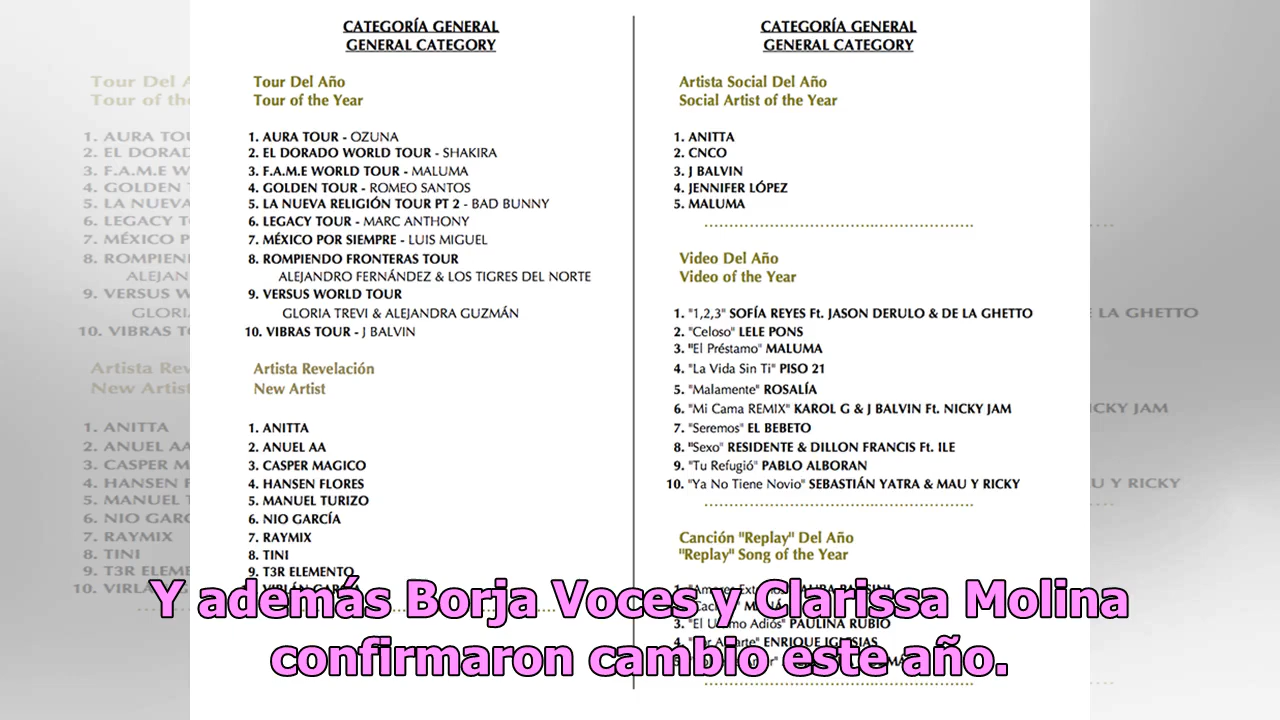 CATEGORÍA GENERAL
GENERAL CATEGORY
Tour Del Año
Tour of the Year
1. AURA TOUR - OZUNA
2. EL DORADO WORLD TOUR - SHAKIRA
3. F.A.M.E WORLD TOUR - MALUMA
4. GOLDEN TOUR - ROMEO SANTOS
5. LA NUEVA RELIGIÓN TOUR PT 2 - BAD BUNNY
6. LEGACY TOUR - MARC ANTHONY
7. MÉXICO POR SIEMPRE - LUIS MIGUEL
8. ROMPIENDO FRONTERAS TOUR
ALEJANDRO FERNÁNDEZ & LOS TIGRES DEL NORTE
9. VERSUS WORLD TOUR
GLORIA TREVI & ALEJANDRA GUZMÁN
10. VIBRAS TOUR - J BALVIN
Artista Revelación
New Artist
1. ANITTA
2. ANUEL AA
3. CASPER MAGICO
4. HANSEN FLORES
5. MANUEL TURIZO
6. NIO GARCÍA
7. RAYMIX
8. TINI
9. T3R ELEMENTO
CATEGORÍA GENERAL
GENERAL CATEGORY
Artista Social Del Año
Social Artist of the Year
1. ANITTA
2. CNCO
3. J BALVIN
4. JENNIFER LÓPEZ
5. MALUMA
Video Del Año
Video of the Year
1. "1,2,3" SOFÍA REYES Ft. JASON DERULO & DE LA GHETTO
2. "Celoso" LELE PONS
3. "El Préstamo" MALUMA
4. "La Vida Sin Ti" PISO 21
5. "Malamente" ROSALÍA
6. "Mi Cama REMIX" KAROL G & J BALVIN Ft. NICKY JAM
7. "Seremos" EL BEBETO
8. "Sexo" RESIDENTE & DILLON FRANCIS Ft. ILE
9. "Tu Refugió" PABLO ALBORAN
10. "Ya No Tiene Novio" SEBASTIÁN YATRA & MAU Y RICKY
Canción "Replay" Del Año
"Replay" Song of the Year
3. "El Adiós" PAULINA RUBIO
4. ENRIQUE IGLESIAS
Y además Borja Voces y Clarissa Molina
confirmaron cambio este año.